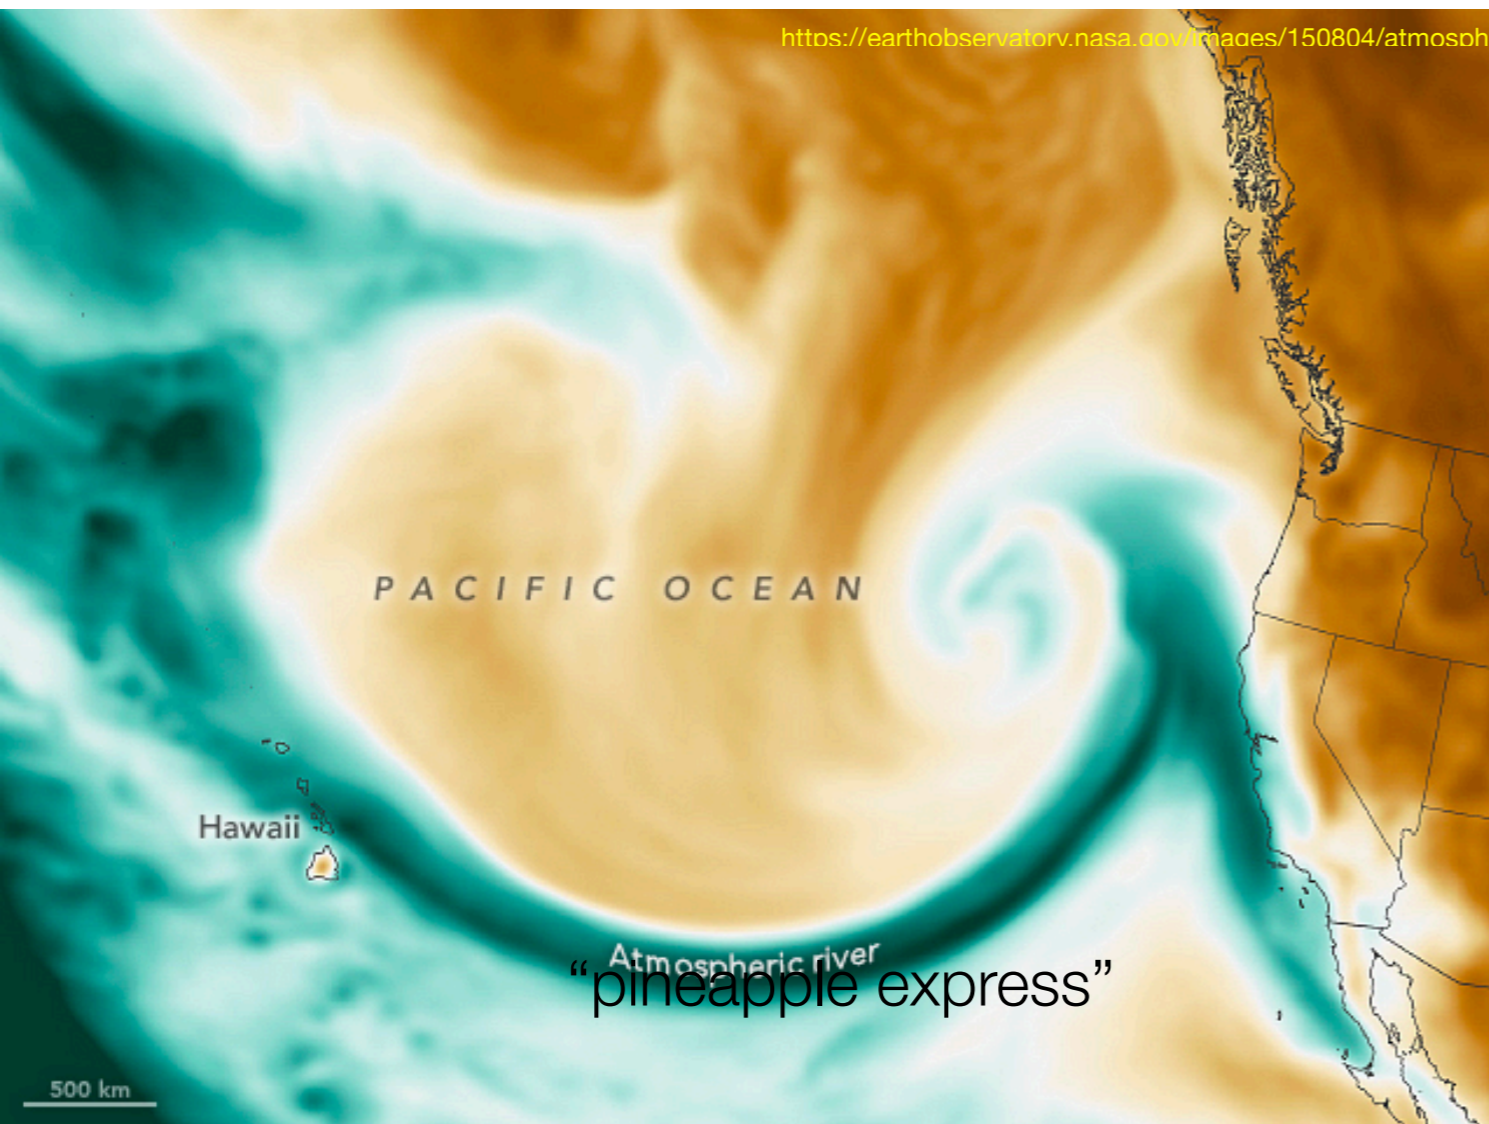 https://earthobservatory.nasa.gov/images/150804/atmosph
PACIFIC OCEAN
Hawaii
Atmospheric river
“pineapple express”
500 km